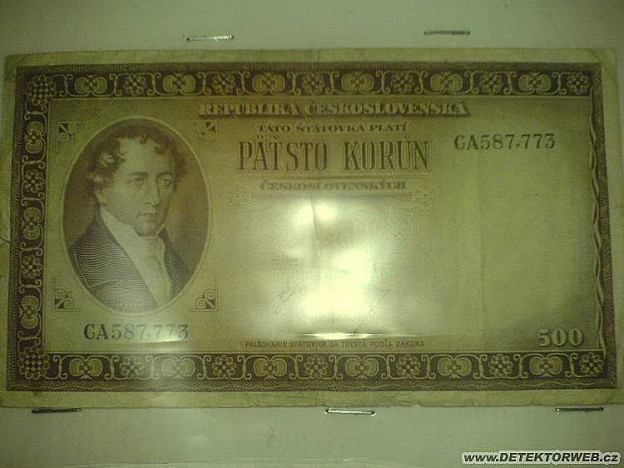 REPUBLIKA ČESKOSLOVENSKÁ
TÁTO ŠTÁTOVKA PLATÍ
PÄŤSTO KORÚN
ČESKOSLOVENSKÝCH
CA587,773
CA587,773
FALŠOVANIE ŠTÁTOVIEK SA TRESTÁ PODĽA ZÁKONA
500
www.DETEKTORWEB.cz